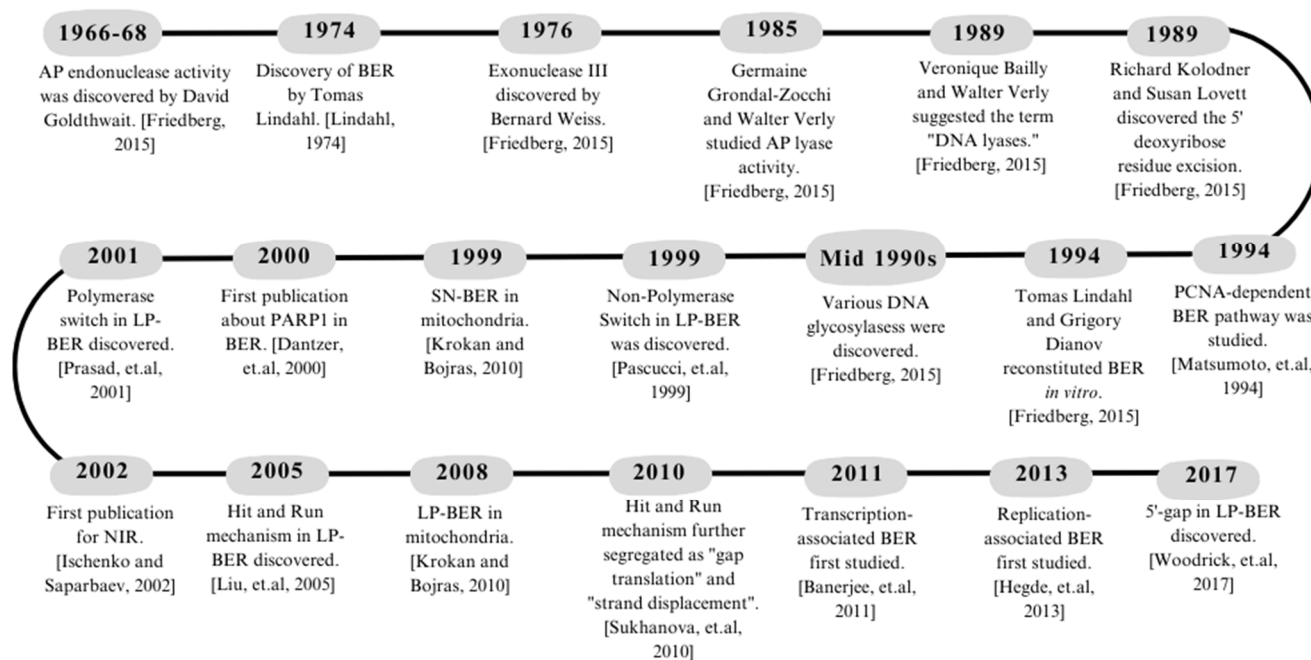 1966-68
AP endonuclease activity
was discovered by David
Goldthwait. [Friedberg,
2015]
1974
Discovery of BER
by Tomas
Lindahl. [Lindahl,
1974]
1976
Exonuclease III
discovered by
Bernard Weiss.
[Friedberg, 2015]
1985
Germaine
Grondal-Zocchi
and Walter Verly
studied AP lyase
activity.
[Friedberg, 2015]
1989
Veronique Bailly
and Walter Verly
suggested the term
"DNA lyases."
[Friedberg, 2015]
1989
Richard Kolodner
and Susan Lovett
discovered the 5'
deoxyribose
residue excision.
[Friedberg, 2015]
1994
PCNA-dependent
BER pathway was
studied.
[Matsumoto, et.al,
1994]
1994
Tomas Lindahl
and Grigory
Dianov
reconstituted BER
in vitro.
[Friedberg, 2015]
Mid 1990s
Various DNA
glycosylasess were
discovered.
[Friedberg, 2015]
1999
Non-Polymerase
Switch in LP-BER
was discovered.
[Pascucci, et.al,
1999]
1999
SN-BER in
mitochondria.
[Krokan and
Bojras, 2010]
2000
First publication
about PARP1 in
BER. [Dantzer,
et.al, 2000]
2001
Polymerase
switch in LP-
BER discovered.
[Prasad, et.al,
2001]
2002
First publication
for NIR.
[Ischenko and
Saparbaev, 2002]
2005
Hit and Run
mechanism in LP-
BER discovered.
[Liu, et.al, 2005]
2008
LP-BER in
mitochondria.
[Krokan and
Bojras, 2010]
2010
Hit and Run
mechanism further
segregated as "gap
translation" and
"strand displacement".
[Sukhanova, et.al,
2010]
2011
Transcription-
associated BER
first studied.
[Banerjee, et.al,
2011]
2013
Replication-
associated BER
first studied.
[Hegde, et.al,
2013]
2017
5'-gap in LP-BER
discovered.
[Woodrick, et.al,
2017]